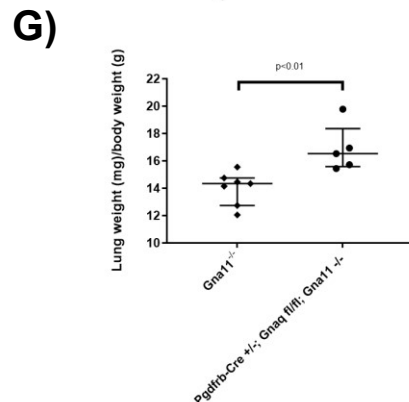 G)
p<0.01
Lung weight (mg)/body weight (g)
22
20
18
16
14
12
10
Gna11-/-
Pgdfrb-Cre +/-; Gnaq fl/fl; Gna11 -/-